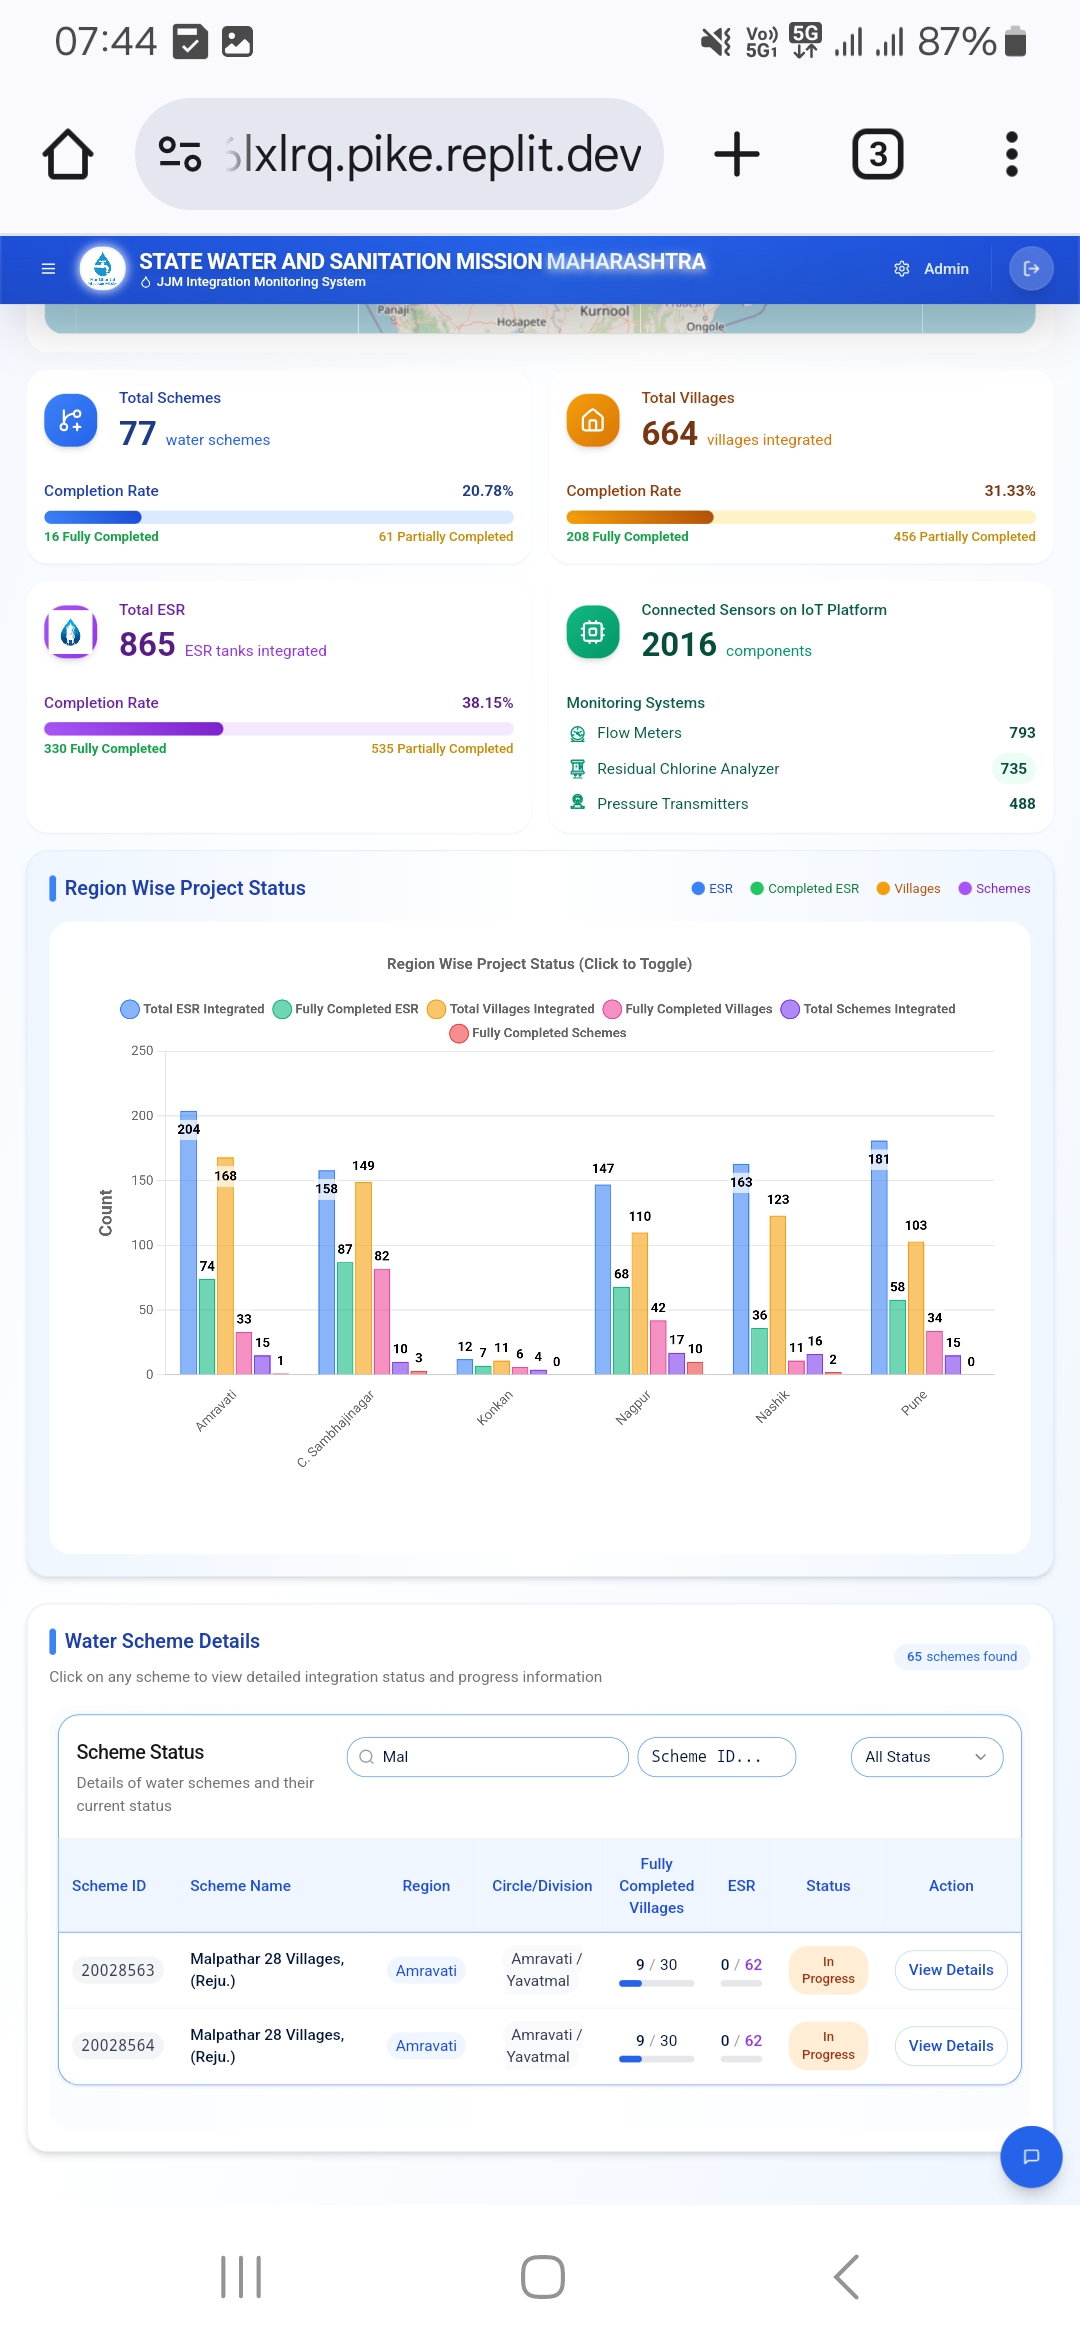 07:44
Vo))
5G1
5G
87%
lxlrq.pike.replit.dev
3
STATE WATER AND SANITATION MISSION MAHARASHTRA
JJM Integration Monitoring System
Admin
Panaji
Hosapete
Kurnool
Ongole
Total Schemes
77 water schemes
Completion Rate 20.78%
16 Fully Completed 61 Partially Completed
Total Villages
664 villages integrated
Completion Rate 31.33%
208 Fully Completed 456 Partially Completed
Total ESR
865 ESR tanks integrated
Completion Rate 38.15%
330 Fully Completed 535 Partially Completed
Connected Sensors on IoT Platform
2016 components
Monitoring Systems
Flow Meters 793
Residual Chlorine Analyzer 735
Pressure Transmitters 488
Region Wise Project Status
ESR Completed ESR Villages Schemes
Region Wise Project Status (Click to Toggle)
Total ESR Integrated Fully Completed ESR Total Villages Integrated Fully Completed Villages Total Schemes Integrated
Fully Completed Schemes
Count
250
200
150
100
50
0
204 74 168 33 15 1
158 87 149 82 10 3
12 7 11 6 4 0
147 68 110 42 17 10
163 36 123 11 16 2
181 58 103 34 15 0
Amravati
C. Sambhajinagar
Konkan
Nagpur
Nashik
Pune
Water Scheme Details
Click on any scheme to view detailed integration status and progress information
65 schemes found
Scheme Status
Details of water schemes and their
current status
Mal
Scheme ID...
All Status
Scheme ID
Scheme Name
Region
Circle/Division
Fully
Completed
Villages
ESR
Status
Action
20028563
Malpathar 28 Villages,
(Reju.)
Amravati
Amravati /
Yavatmal
9 / 30
0 / 62
In
Progress
View Details
20028564
Malpathar 28 Villages,
(Reju.)
Amravati
Amravati /
Yavatmal
9 / 30
0 / 62
In
Progress
View Details